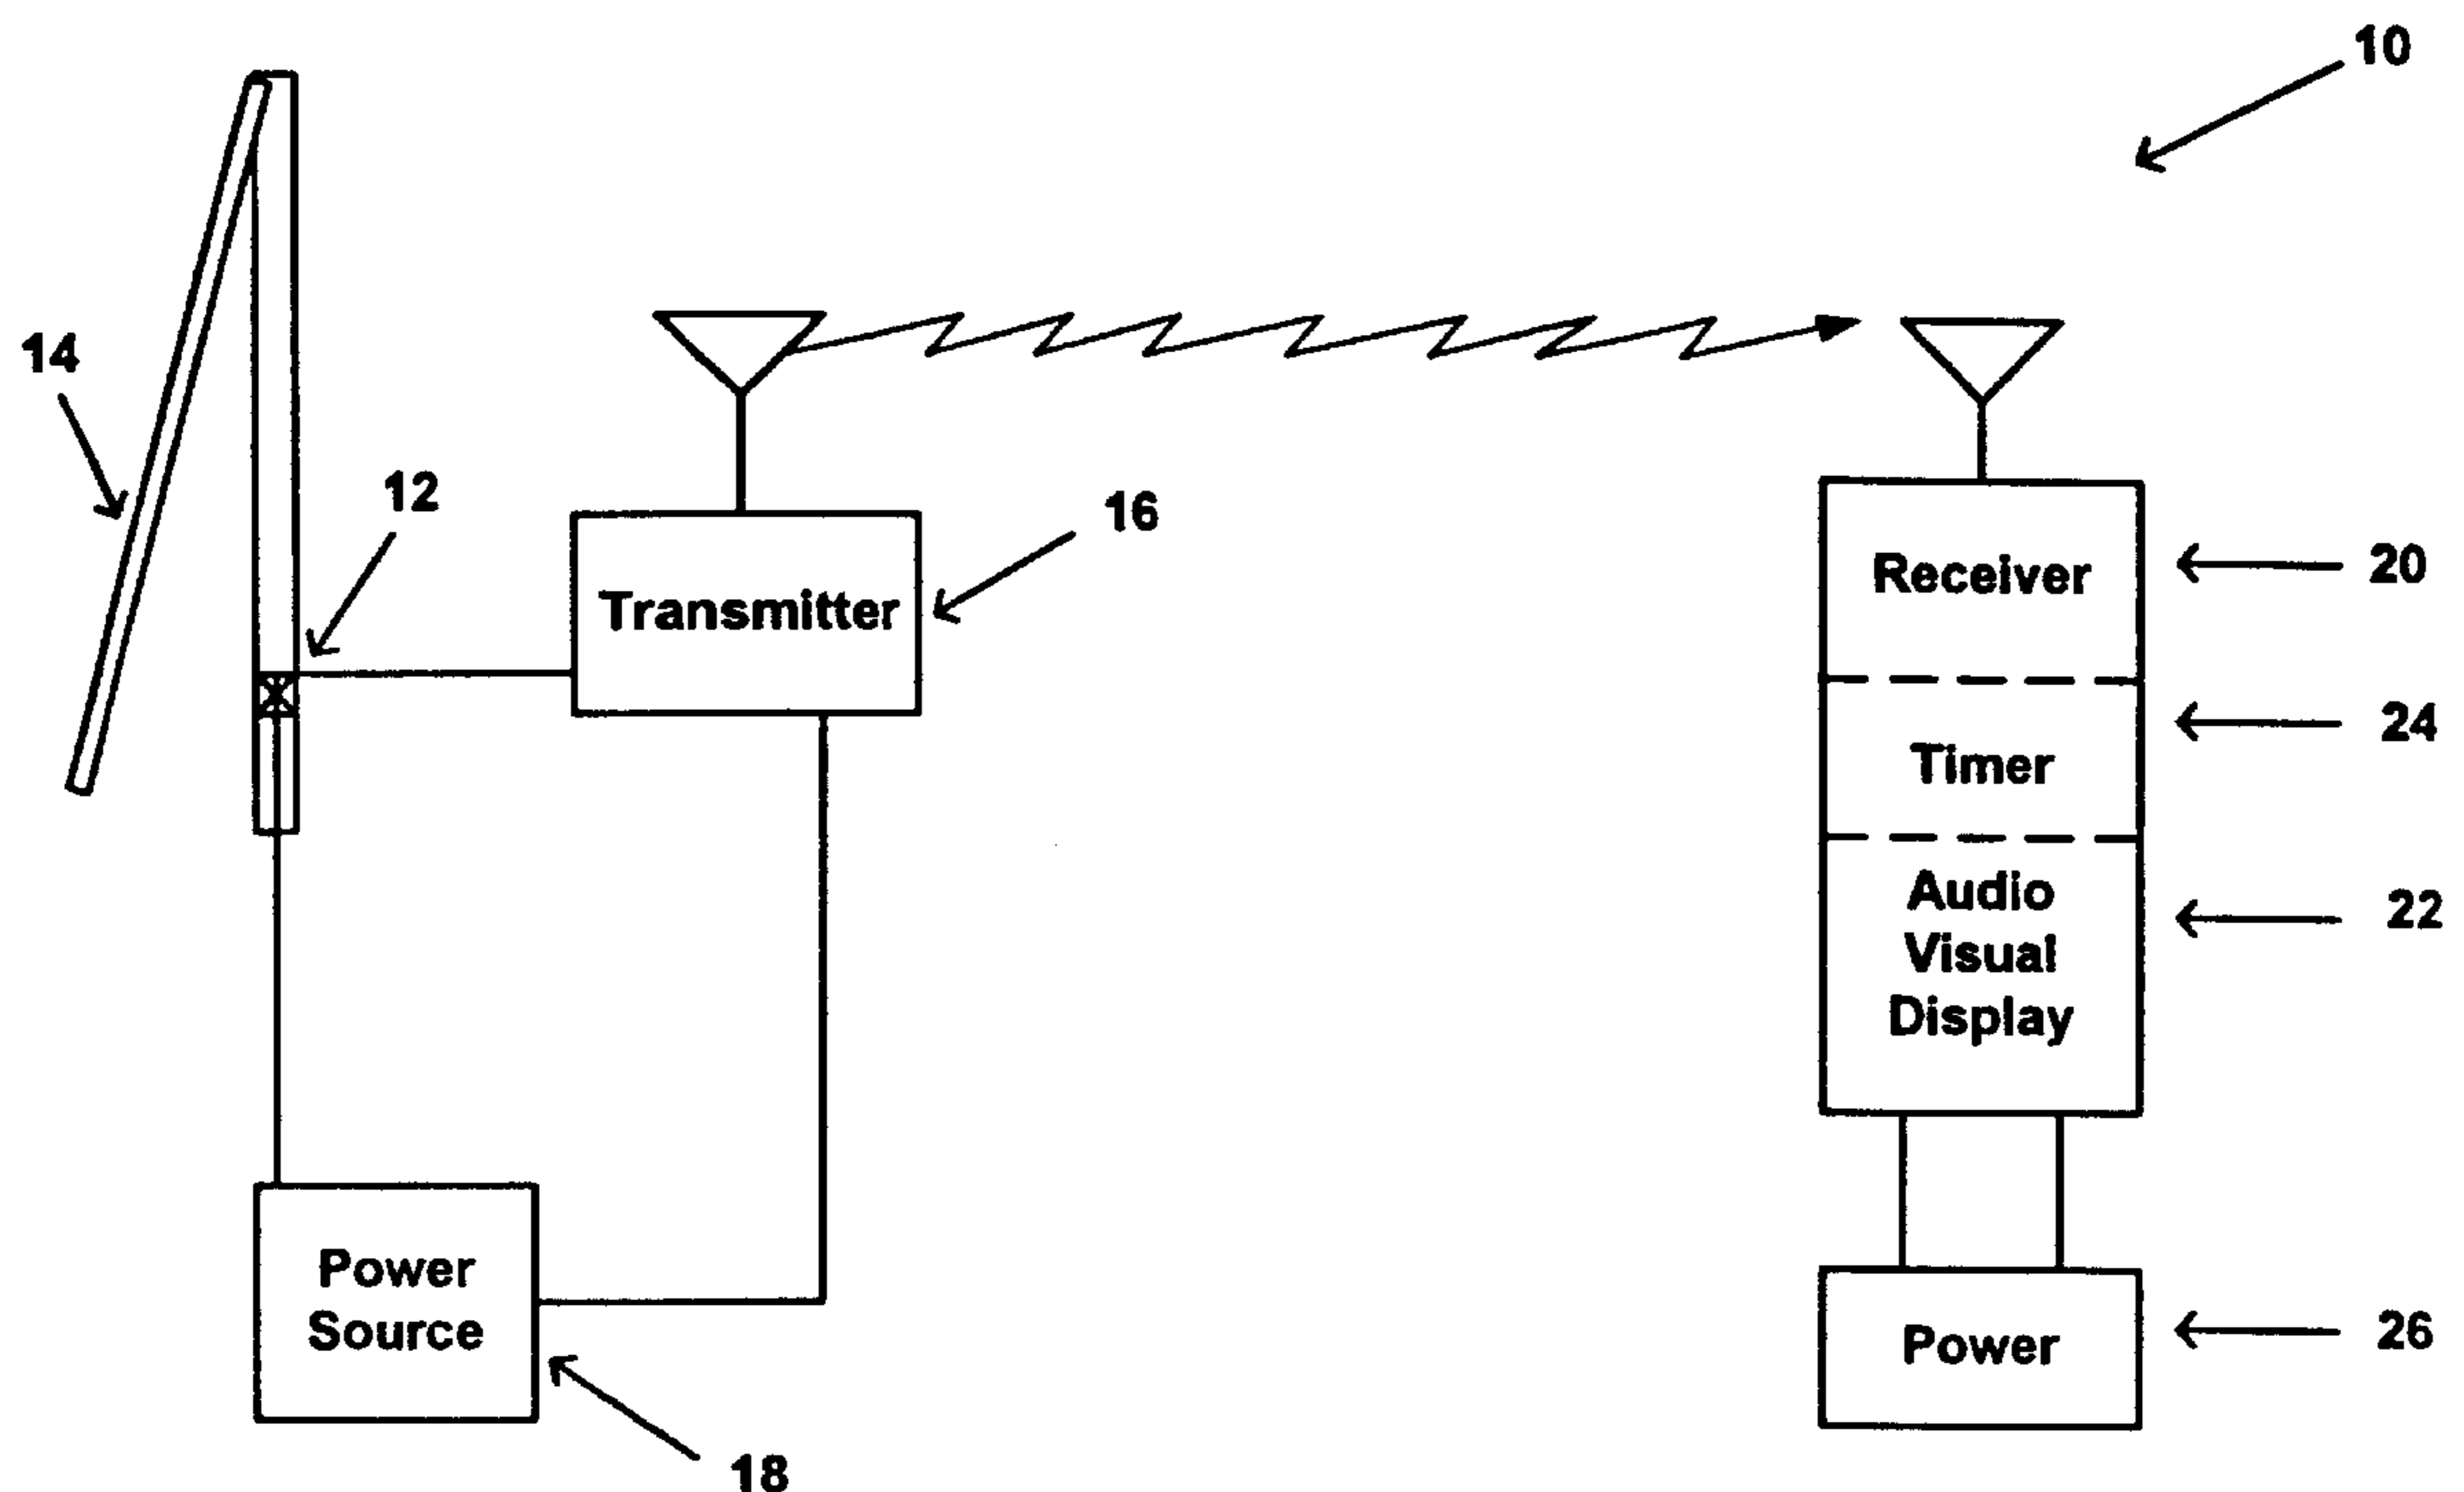 10
14
12
16
Transmitter
Receiver
20
Timer
24
Audio
Visual
Display
22
Power
Source
18
Power
26